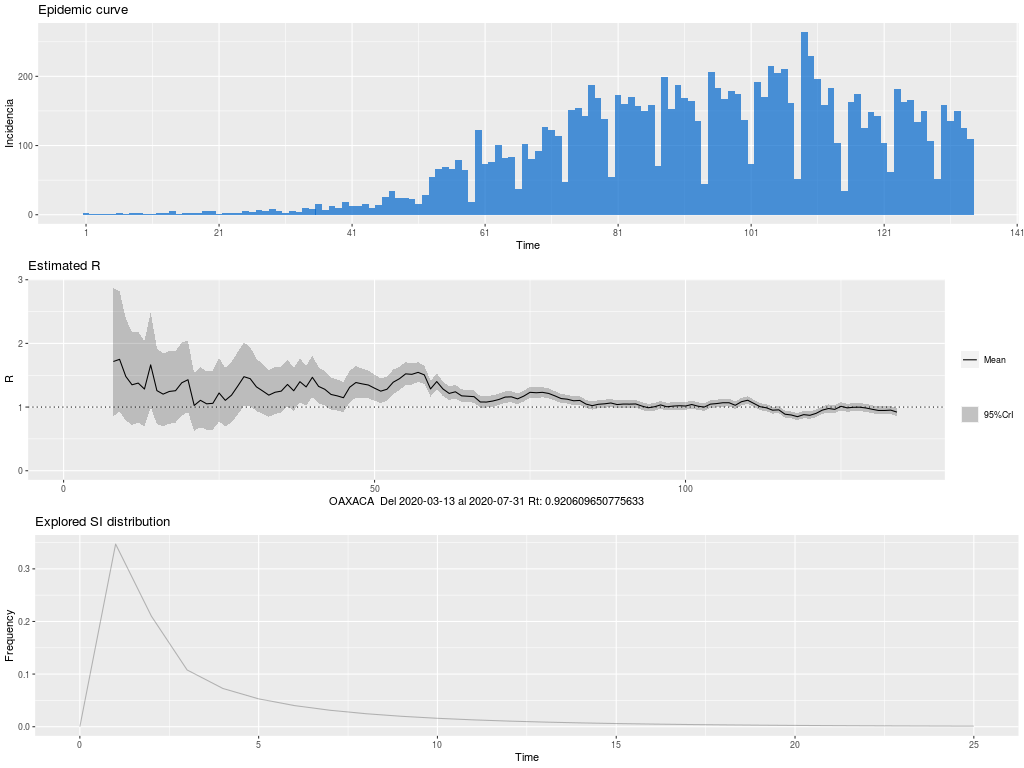 Epidemic curve
Incidencia
200
100
0
1 21 41 61 81 101 121 141
Time
Estimated R
R
3
2
1
0
0 50 100
Mean
95%CrI
OAXACA  Del 2020-03-13 al 2020-07-31 Rt: 0.920609650775633
Explored SI distribution
Frequency
0.3
0.2
0.1
0.0
0 5 10 15 20 25
Time